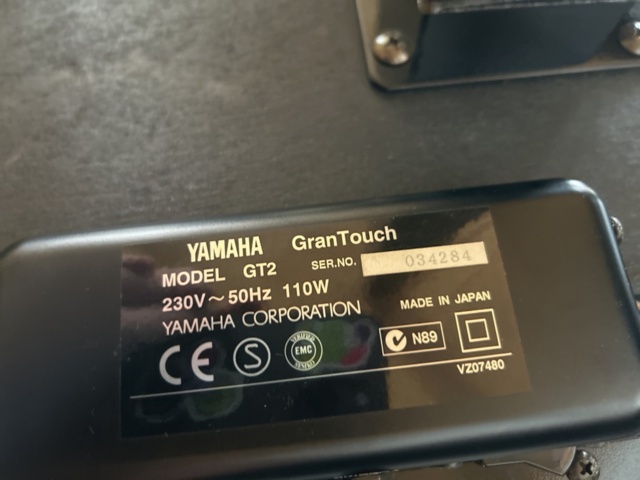 YAMAHA GranTouch
MODEL GT2 SER.NO. 034284
230V~50Hz 110W
YAMAHA CORPORATION MADE IN JAPAN
CE S EMC N89
VZ07480